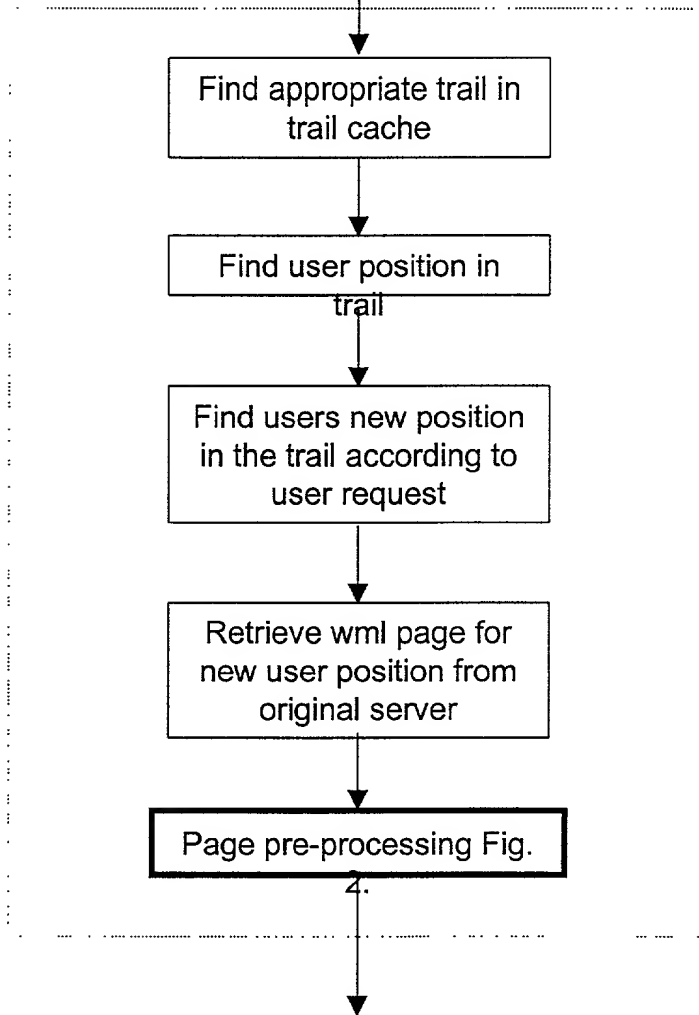 Find appropriate trail in
trail cache
Find user position in
trail
Find users new position
in the trail according to
user request
Retrieve wml page for
new user position from
original server
Page pre-processing Fig.
2.